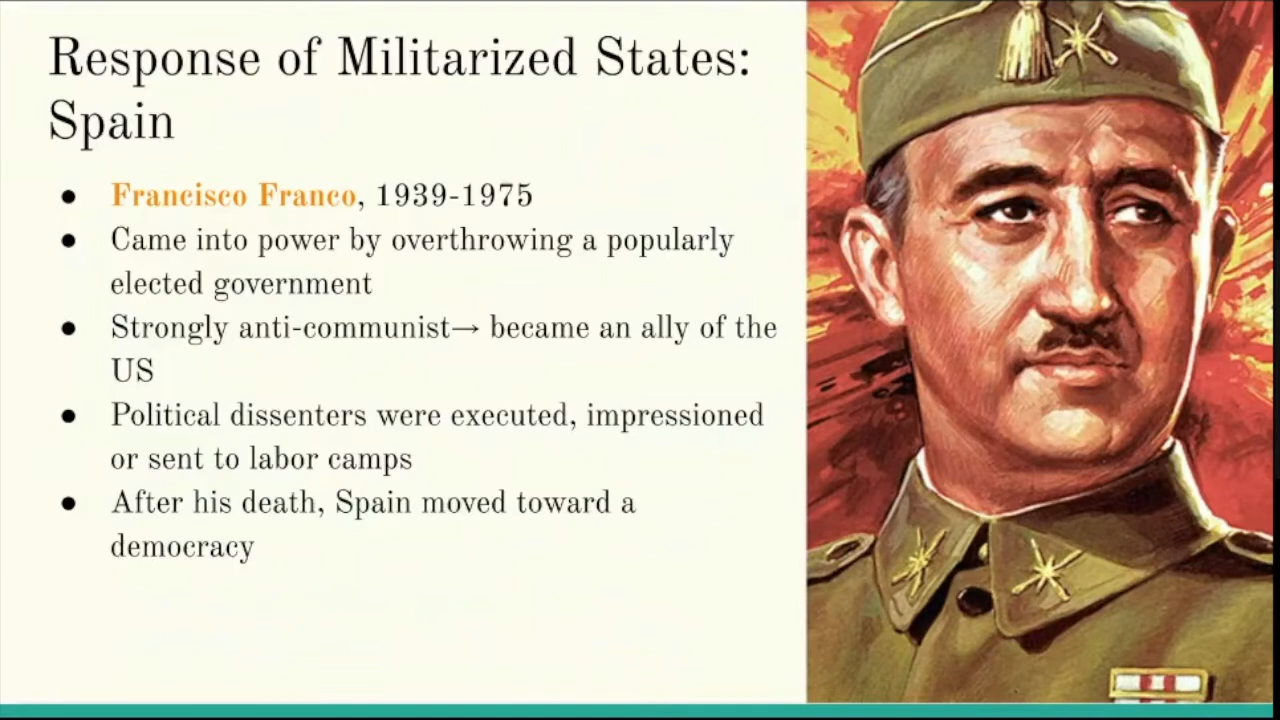 Response of Militarized States:
Spain
● Francisco Franco, 1939-1975
● Came into power by overthrowing a popularly
elected government
● Strongly anti-communist→ became an ally of the
US
● Political dissenters were executed, impressioned
or sent to labor camps
● After his death, Spain moved toward a
democracy